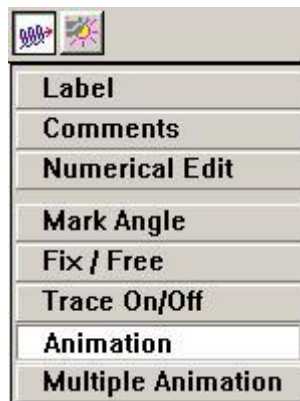 Label
Comments
Numerical Edit
Mark Angle
Fix / Free
Trace On/Off
Animation
Multiple Animation